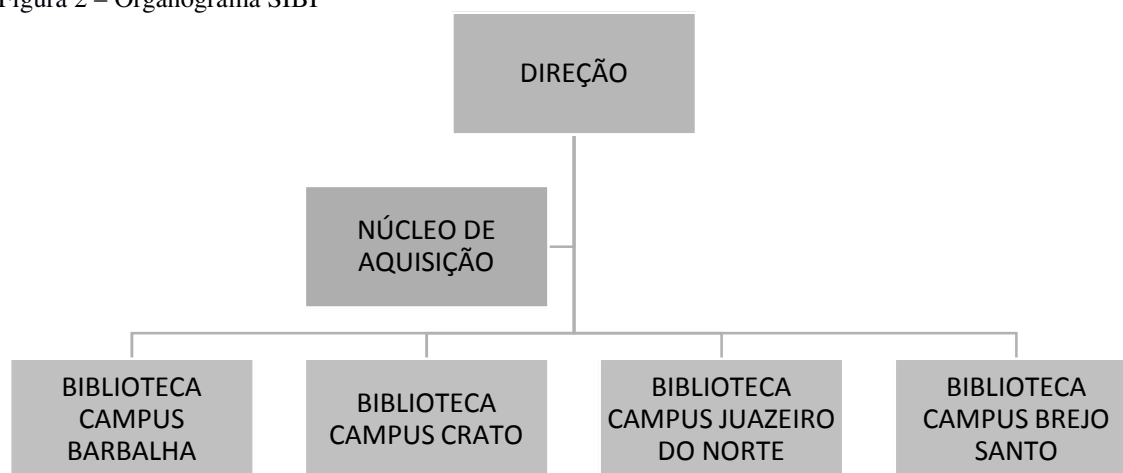 Figura 2 – Organograma SIBI
DIREÇÃO
NÚCLEO DE
AQUISIÇÃO
BIBLIOTECA
CAMPUS
BARBALHA
BIBLIOTECA
CAMPUS CRATO
BIBLIOTECA
CAMPUS JUAZEIRO
DO NORTE
BIBLIOTECA
CAMPUS BREJO
SANTO